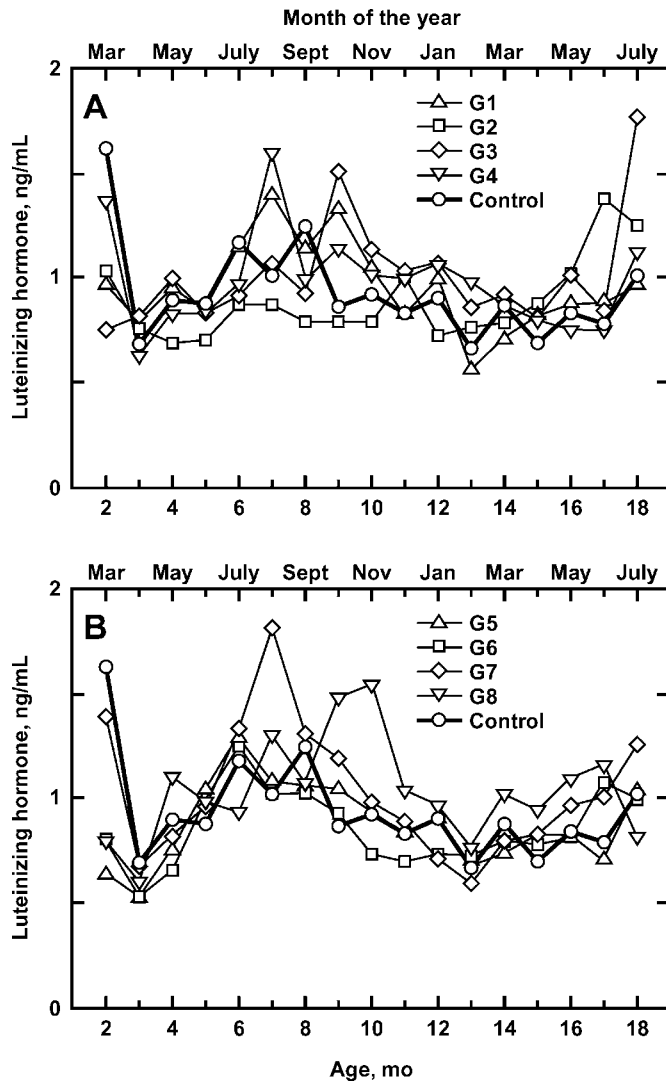 Month of the year
Mar May July Sept Nov Jan Mar May July
2
A
G1
G2
G3
G4
Control
Luteinizing hormone, ng/mL
1
0
2 4 6 8 10 12 14 16 18
Mar May July Sept Nov Jan Mar May July
2
B
G5
G6
G7
G8
Control
Luteinizing hormone, ng/mL
1
0
2 4 6 8 10 12 14 16 18
Age, mo